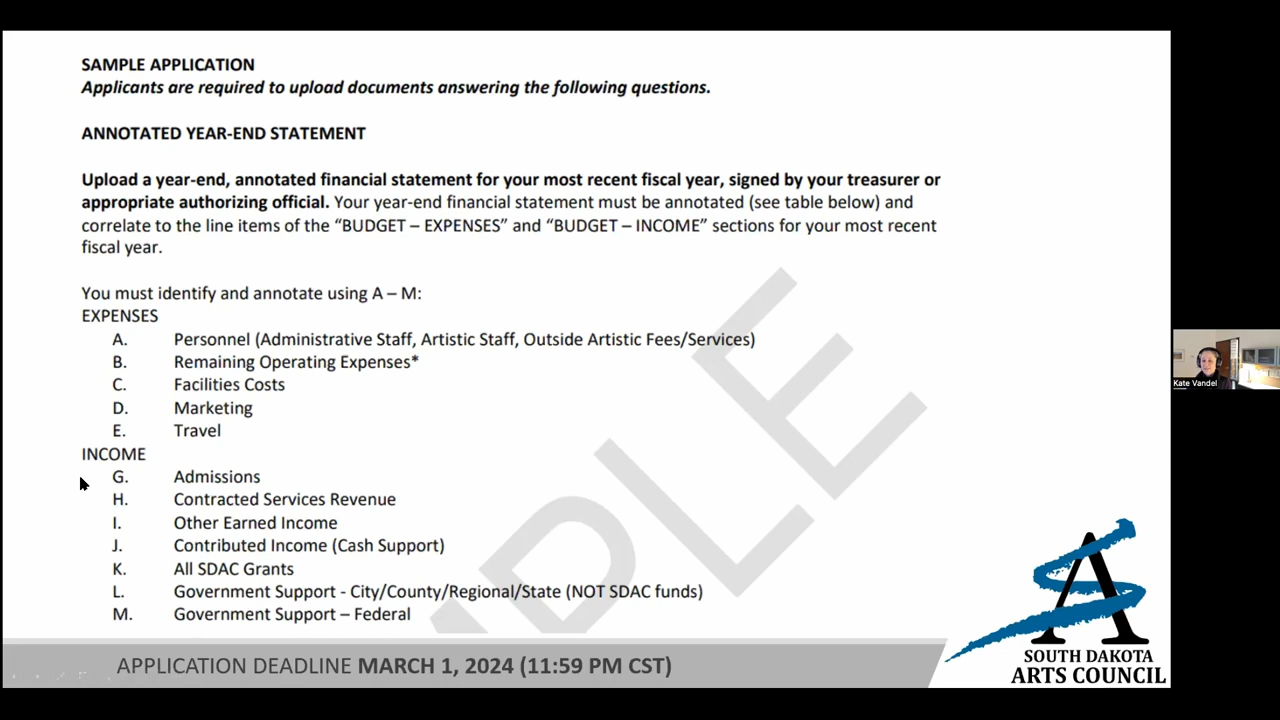 SAMPLE APPLICATION
Applicants are required to upload documents answering the following questions.
ANNOTATED YEAR-END STATEMENT
Upload a year-end, annotated financial statement for your most recent fiscal year, signed by your treasurer or
appropriate authorizing official. Your year-end financial statement must be annotated (see table below) and
correlate to the line items of the “BUDGET – EXPENSES” and “BUDGET – INCOME” sections for your most recent
fiscal year.
You must identify and annotate using A – M:
EXPENSES
A. Personnel (Administrative Staff, Artistic Staff, Outside Artistic Fees/Services)
B. Remaining Operating Expenses*
C. Facilities Costs
D. Marketing
E. Travel
INCOME
G. Admissions
H. Contracted Services Revenue
I. Other Earned Income
J. Contributed Income (Cash Support)
K. All SDAC Grants
L. Government Support - City/County/Regional/State (NOT SDAC funds)
M. Government Support – Federal
APPLICATION DEADLINE MARCH 1, 2024 (11:59 PM CST)
SOUTH DAKOTA
ARTS COUNCIL
Kate Vandel